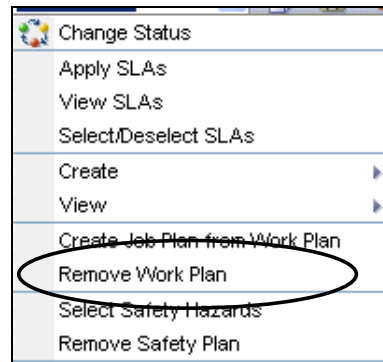 Change Status
Apply SLAs
View SLAs
Select/Deselect SLAs
Create
View
Create Job Plan from Work Plan
Remove Work Plan
Select Safety Hazards
Remove Safety Plan